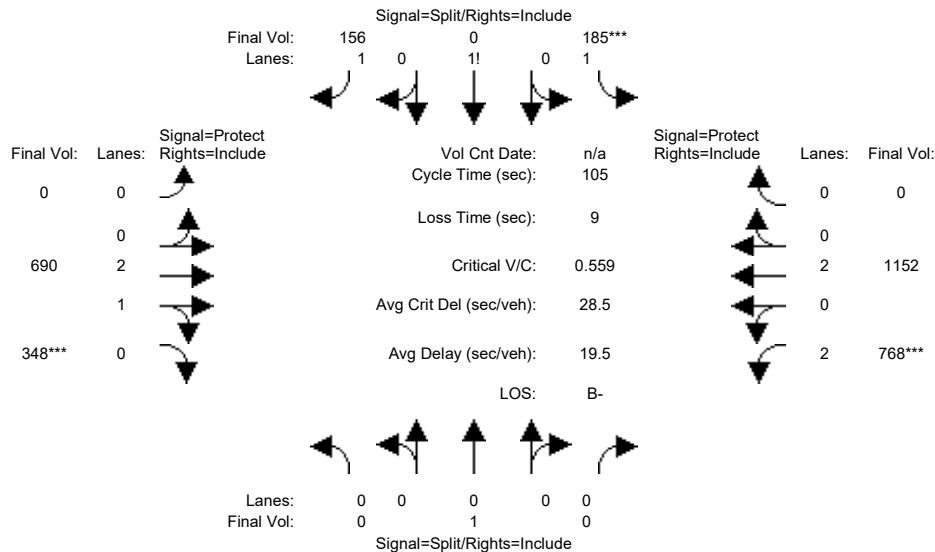 Signal=Split/Rights=Include
Final Vol: 156 0 185***
Lanes: 1 0 1! 0 1
Signal=Protect Signal=Protect
Final Vol: Lanes: Rights=Include Vol Cnt Date: n/a Rights=Include Lanes: Final Vol:
Cycle Time (sec): 105
0 0 0 0
Loss Time (sec): 9
0 0
690 2 Critical V/C: 0.559 2 1152
1 Avg Crit Del (sec/veh): 28.5 0
348*** 0 Avg Delay (sec/veh): 19.5 2 768***
LOS: B-
Lanes: 0 0 0 0 0
Final Vol: 0 1 0
Signal=Split/Rights=Include